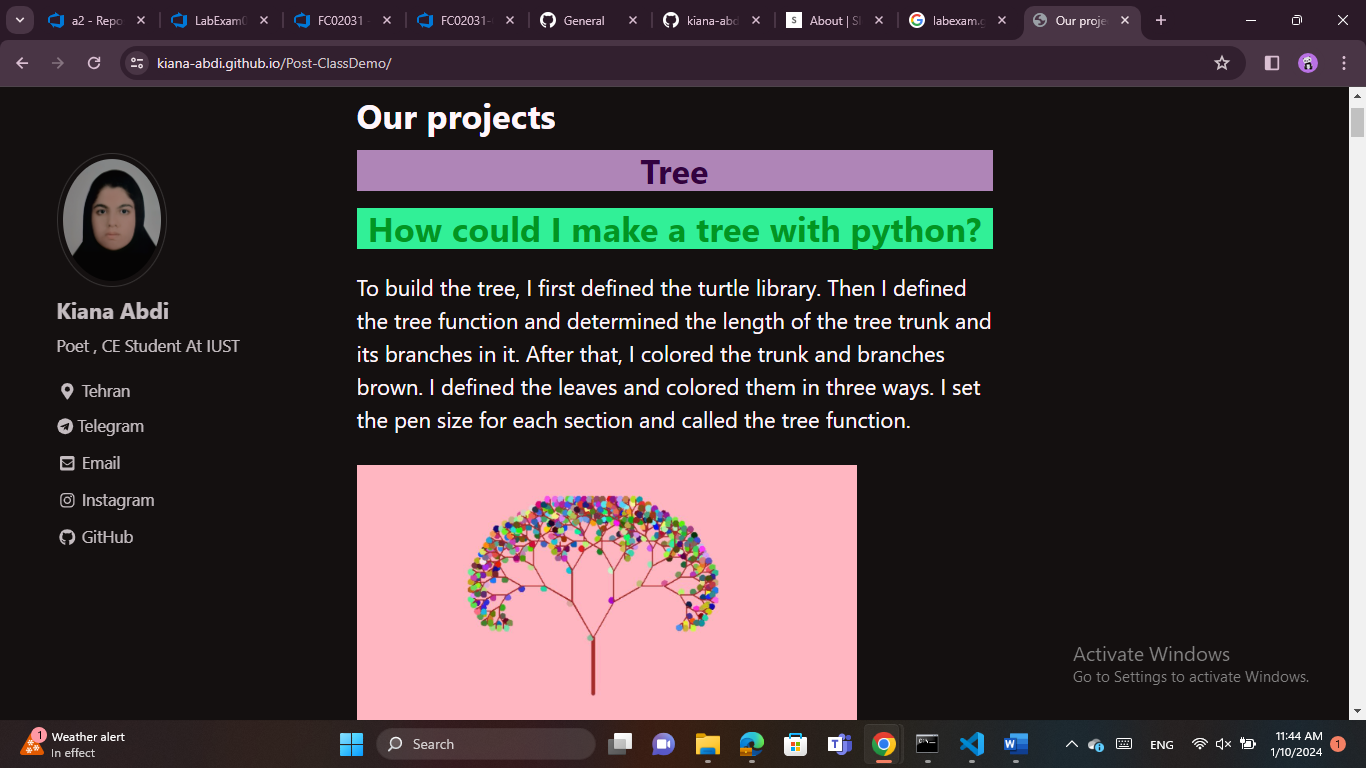 a2 - Repo
LabExam0
FC02031
FC02031-
General
kiana-abd
About | S
labexam.g
Our proje
kiana-abdi.github.io/Post-ClassDemo/
Our projects
Tree
How could I make a tree with python?
To build the tree, I first defined the turtle library. Then I defined
the tree function and determined the length of the tree trunk and
its branches in it. After that, I colored the trunk and branches
brown. I defined the leaves and colored them in three ways. I set
the pen size for each section and called the tree function.
Kiana Abdi
Poet , CE Student At IUST
Tehran
Telegram
Email
Instagram
GitHub
Activate Windows
Go to Settings to activate Windows.
1
Weather alert
In effect
Search
ENG
11:44 AM
1/10/2024
1